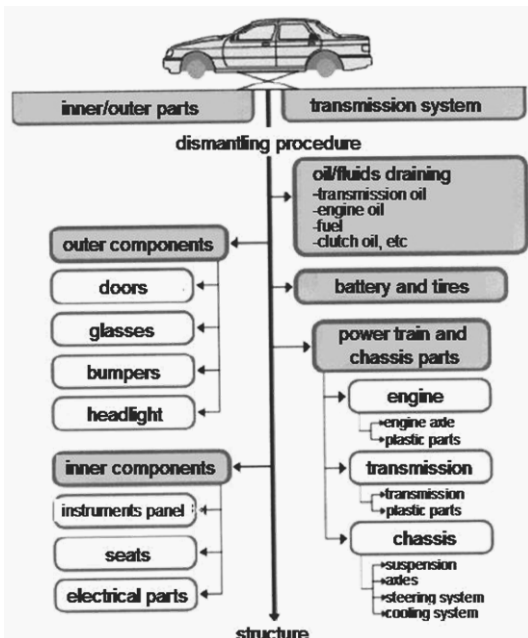 inner/outer parts
transmission system
dismantling procedure
oil/fluids draining
-transmission oil
-engine oil
-fuel
-clutch oil, etc
outer components
doors
glasses
bumpers
headlight
battery and tires
power train and
chassis parts
engine
engine axle
plastic parts
transmission
transmission
plastic parts
chassis
suspension
axles
steering system
cooling system
inner components
instruments panel
seats
electrical parts
structure